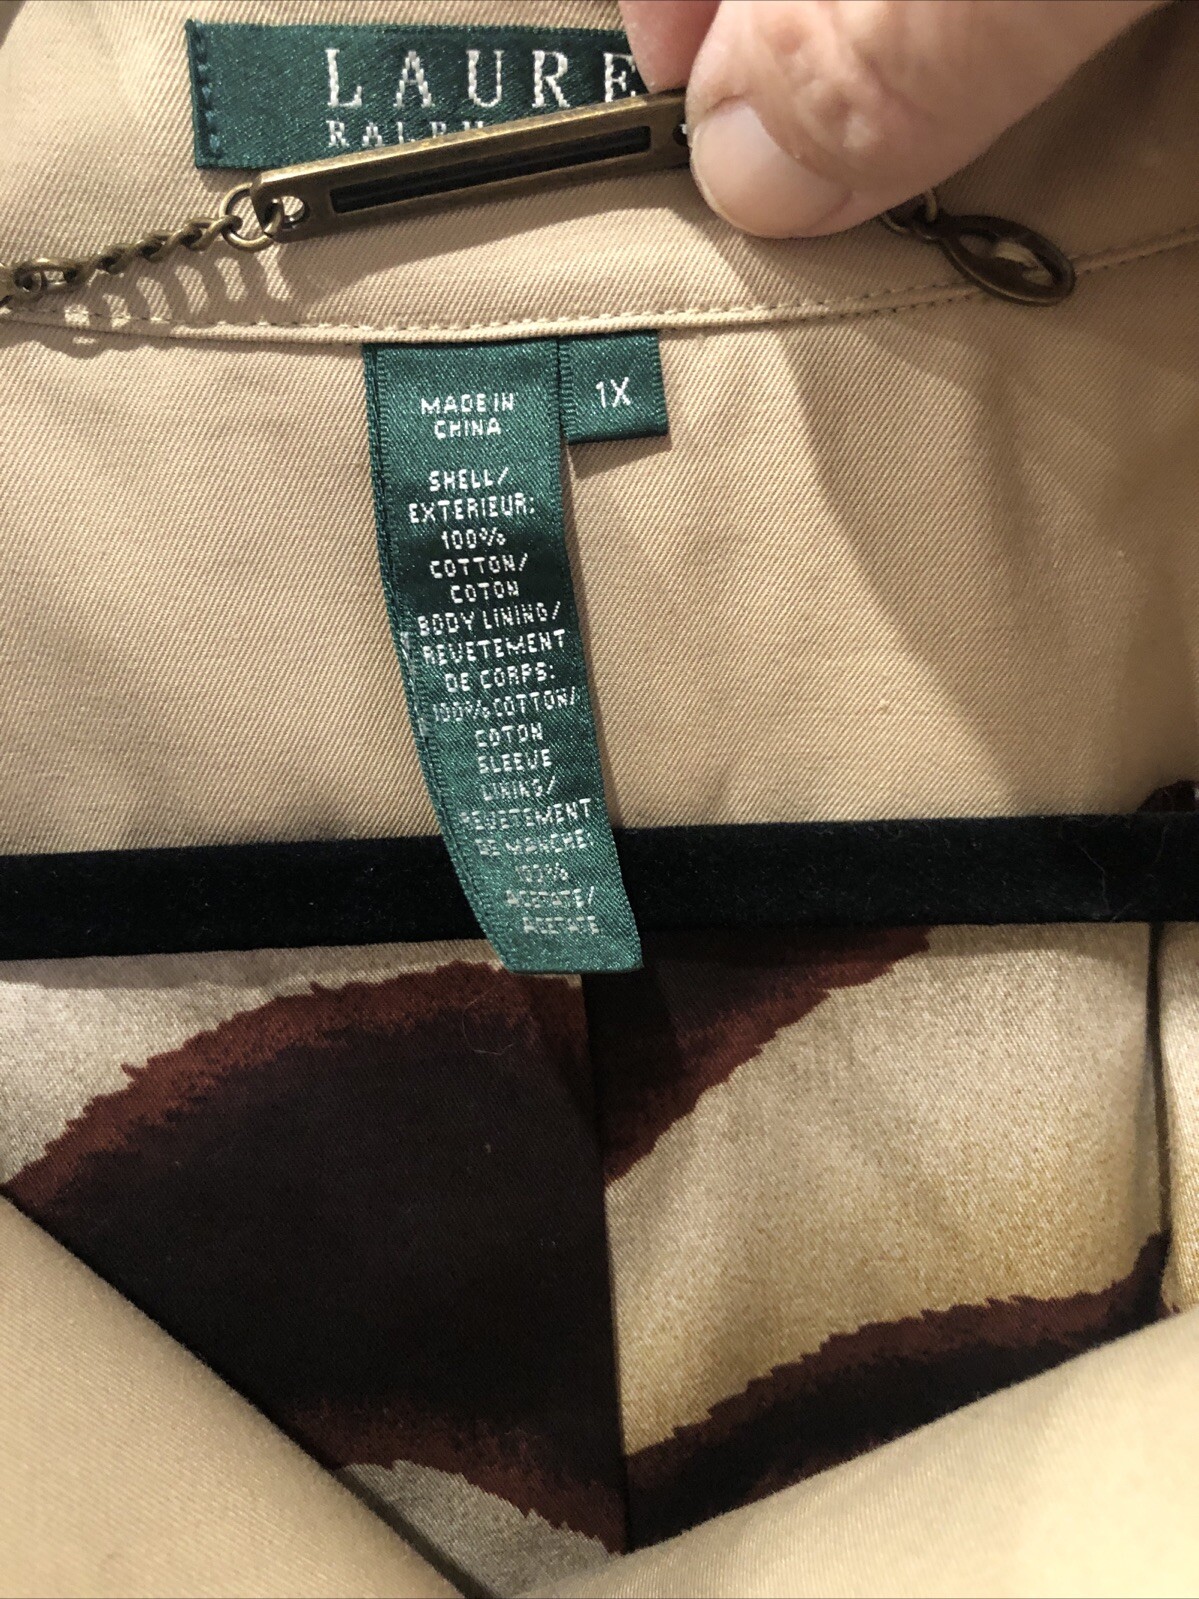 LAURE
RALPH
1X
MADE IN
CHINA
SHELL/
EXTERIEUR:
100%
COTTON/
COTON
BODY LINING/
REVETEMENT
DE CORPS:
100% COTTON/
COTON
SLEEVE
LINING/
REVETEMENT
DE MANCHE:
100%
ACETATE/
ACETATE